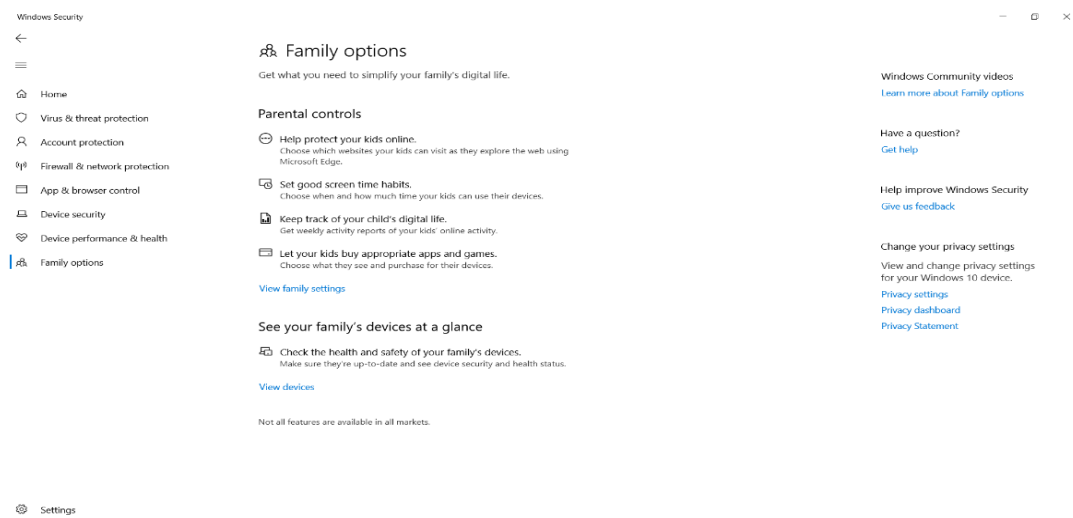 Windows Security
Home
Virus & threat protection
Account protection
Firewall & network protection
App & browser control
Device security
Device performance & health
Family options
Settings
Family options
Get what you need to simplify your family's digital life.
Parental controls
Help protect your kids online.
Choose which websites your kids can visit as they explore the web using
Microsoft Edge.
Set good screen time habits.
Choose when and how much time your kids can use their devices.
Keep track of your child's digital life.
Get weekly activity reports of your kids' online activity.
Let your kids buy appropriate apps and games.
Choose what they see and purchase for their devices.
View family settings
See your family's devices at a glance
Check the health and safety of your family's devices.
Make sure they're up-to-date and see device security and health status.
View devices
Not all features are available in all markets.
Windows Community videos
Learn more about Family options
Have a question?
Get help
Help improve Windows Security
Give us feedback
Change your privacy settings
View and change privacy settings
for your Windows 10 device.
Privacy settings
Privacy dashboard
Privacy Statement